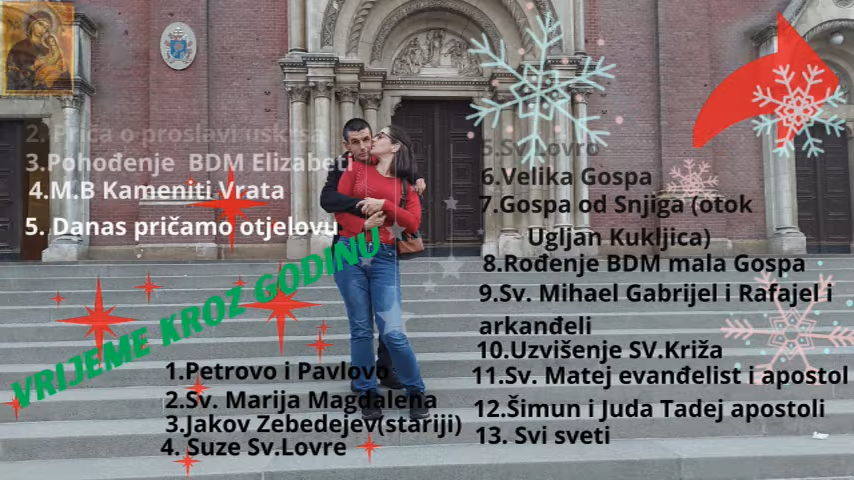 2. Priča o proslavi uskrsa
3.Pohođenje BDM Elizabeti
4.M.B Kameniti Vrata
5. Danas pričamo otjelovu
VRIJEME KROZ GODINU
1.Petrovo i Pavlovo
2.Sv. Marija Magdalena
3.Jakov Zebedejev(stariji)
4. Suze Sv.Lovre
5.Sv.Lovro
6.Velika Gospa
7.Gospa od Snjiga (otok
Ugljan Kukljica)
8.Rođenje BDM mala Gospa
9.Sv. Mihael Gabrijel i Rafajel i
arkanđeli
10.Uzvišenje SV.Križa
11.Sv. Matej evanđelist i apostol
12.Šimun i Juda Tadej apostoli
13. Svi sveti